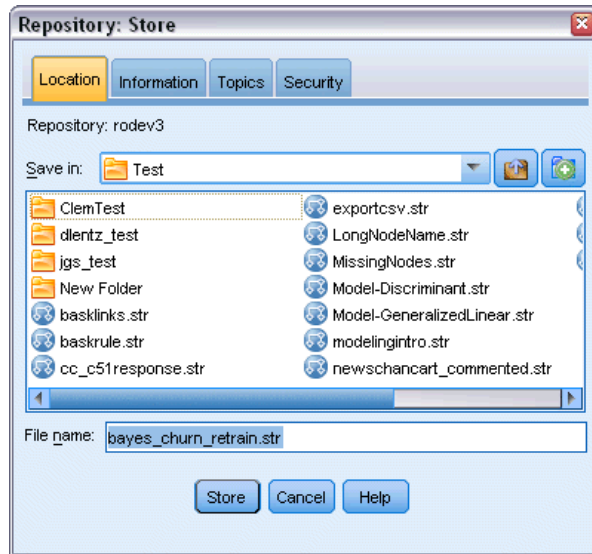 Repository: Store
Location Information Topics Security
Repository: rodev3
Save in: Test
ClemTest
dlentz_test
jgs_test
New Folder
basklinks.str
baskrule.str
cc_c51response.str
exportcsv.str
LongNodeName.str
MissingNodes.str
Model-Discriminant.str
Model-GeneralizedLinear.str
modelingintro.str
newschancart_commented.str
File name: bayes_churn_retrain.str
Store Cancel Help